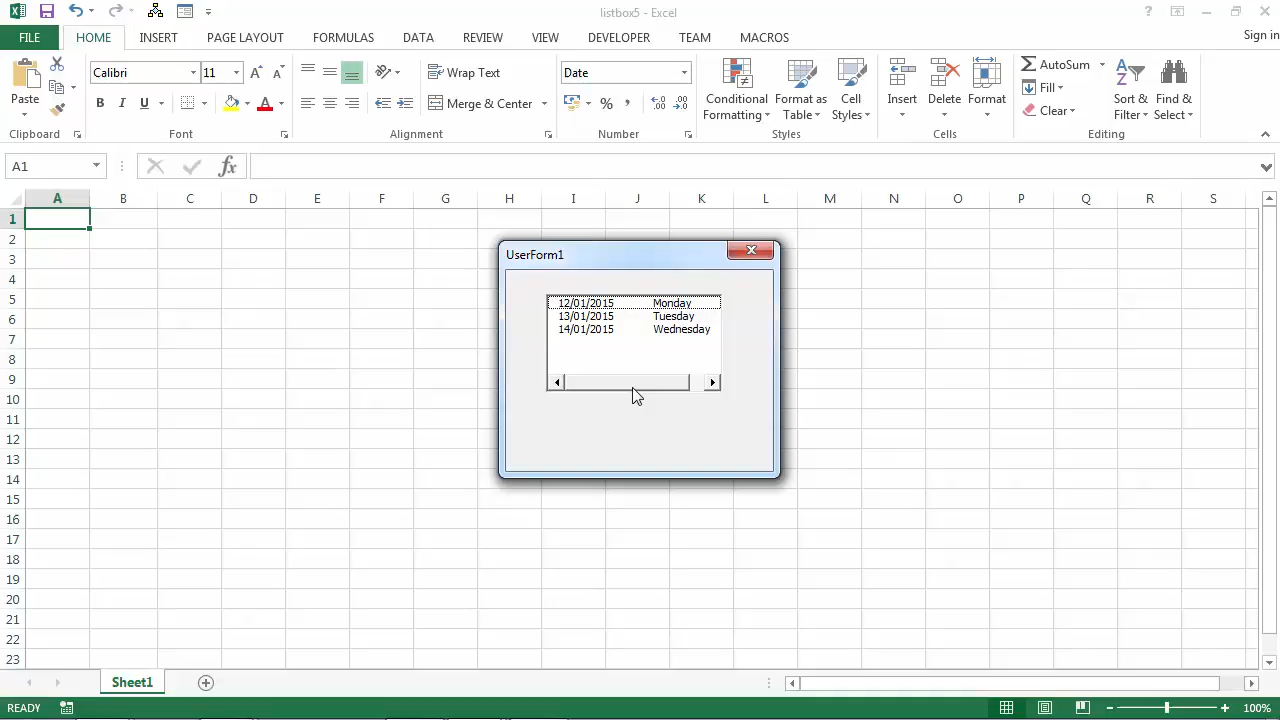 listbox5 - Excel
FILE HOME INSERT PAGE LAYOUT FORMULAS DATA REVIEW VIEW DEVELOPER TEAM MACROS Sign in
Paste
Calibri 11
B I U A
Wrap Text
Merge & Center
Date
%
Conditional Formatting
Format as Table
Cell Styles
Insert
Delete
Format
AutoSum
Fill
Clear
Sort & Filter
Find & Select
Clipboard Font Alignment Number Styles Cells Editing
A1 fx
A B C D E F G H I J K L M N O P Q R S
1
2
3
4
5
6
7
8
9
10
11
12
13
14
15
16
17
18
19
20
21
22
23
UserForm1
12/01/2015 Monday
13/01/2015 Tuesday
14/01/2015 Wednesday
Sheet1
READY 100%